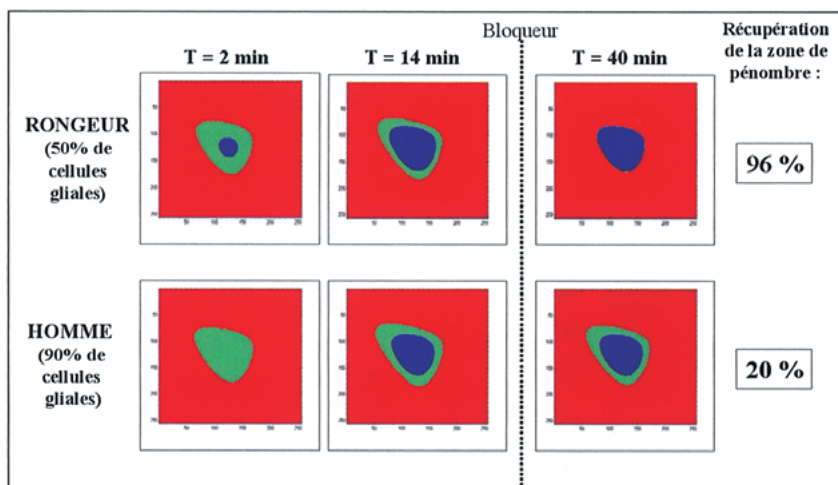 Bloqueur
T = 2 min
T = 14 min
T = 40 min
Récupération
de la zone de
pénombre :
RONGEUR
(50% de
cellules
gliales)
96 %
HOMME
(90% de
cellules
gliales)
20 %